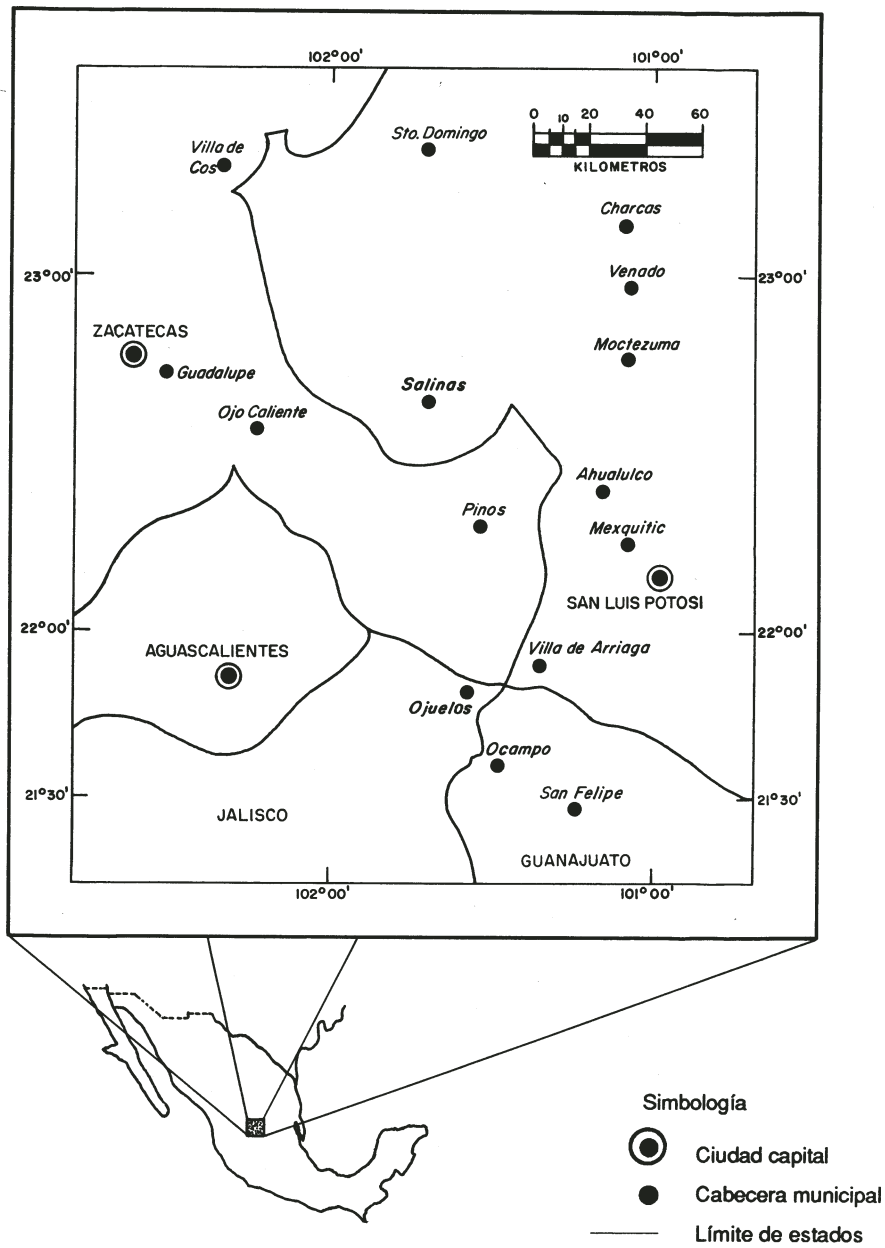 102°00'
101°00'
0 10 20 40 60
KILOMETROS
Villa de
Cos
Sto. Domingo
Charcas
23°00'
23°00'
Venado
ZACATECAS
Moctezuma
Guadalupe
Salinas
Ojo Caliente
Ahualulco
Pinos
Mexquitic
SAN LUIS POTOSI
22°00'
22°00'
AGUASCALIENTES
Villa de Arriaga
Ojuelos
Ocampo
21°30'
San Felipe
21°30'
JALISCO
GUANAJUATO
102°00'
101°00'
Simbología
Ciudad capital
Cabecera municipal
Límite de estados